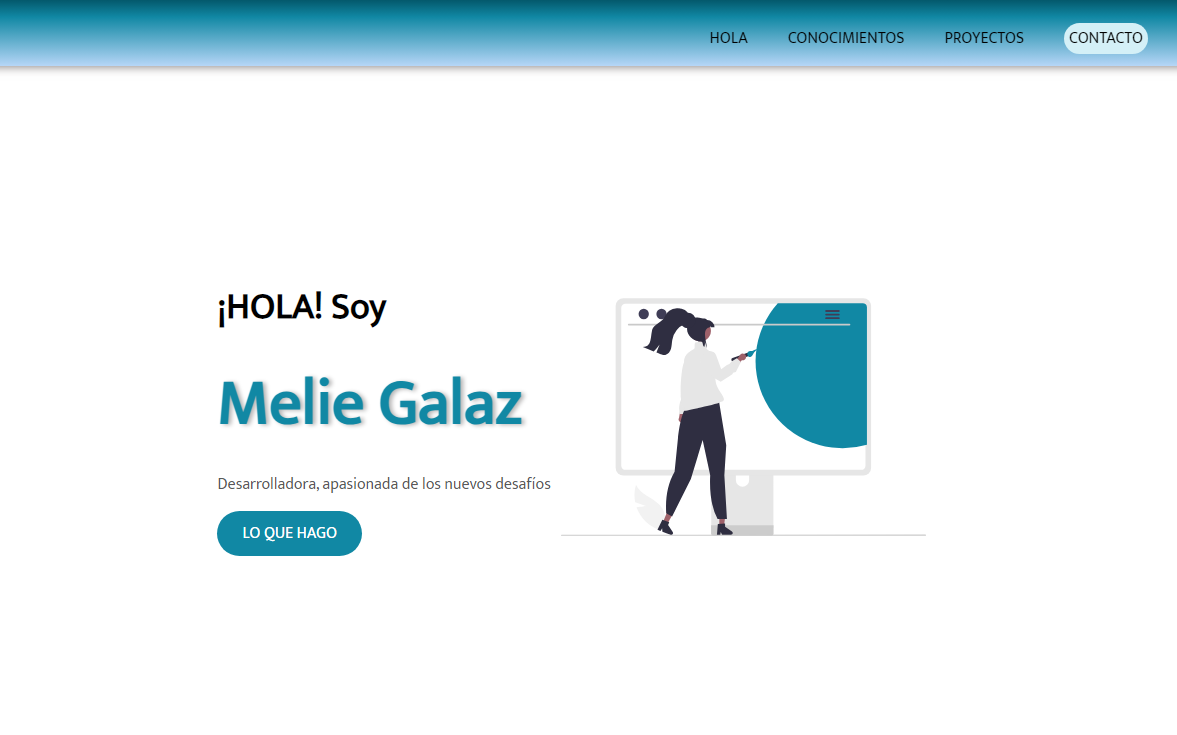 HOLA CONOCIMIENTOS PROYECTOS CONTACTO
¡HOLA! Soy
Melie Galaz
Desarrolladora, apasionada de los nuevos desafíos
LO QUE HAGO